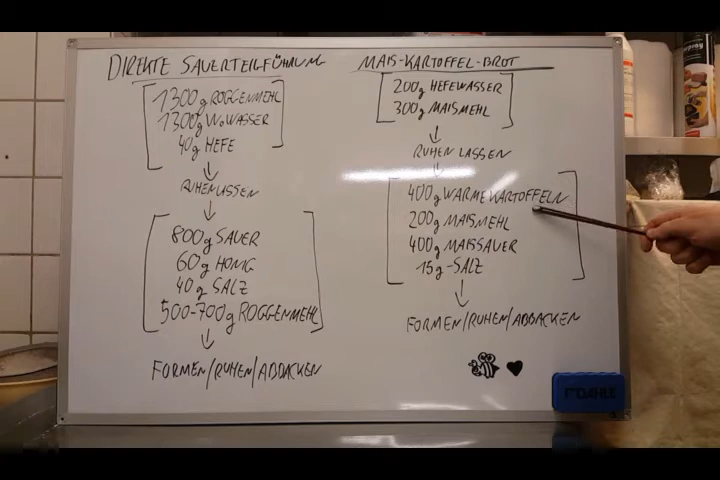 DIREKTE SAUERTEILFÜHRUNG
1300g ROGGENMEHL
1300g W.WASSER
40g HEFE
RUHENLASSEN
800g SAUER
60g HONIG
40g SALZ
500-700g ROGGENMEHL
FORMEN/RUHEN/ABBACKEN
MAIS-KARTOFFEL-BROT
200g HEFEWASSER
300g MAISMEHL
RUHEN LASSEN
400g WARME KARTOFFELN
200g MAISMEHL
400g MAISSAUER
15g-SALZ
FORMEN/RUHEN/ABBACKEN